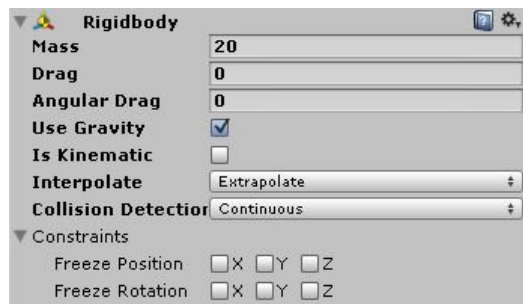 Rigidbody
Mass 20
Drag 0
Angular Drag 0
Use Gravity
Is Kinematic
Interpolate Extrapolate
Collision Detection Continuous
Constraints
Freeze Position X Y Z
Freeze Rotation X Y Z